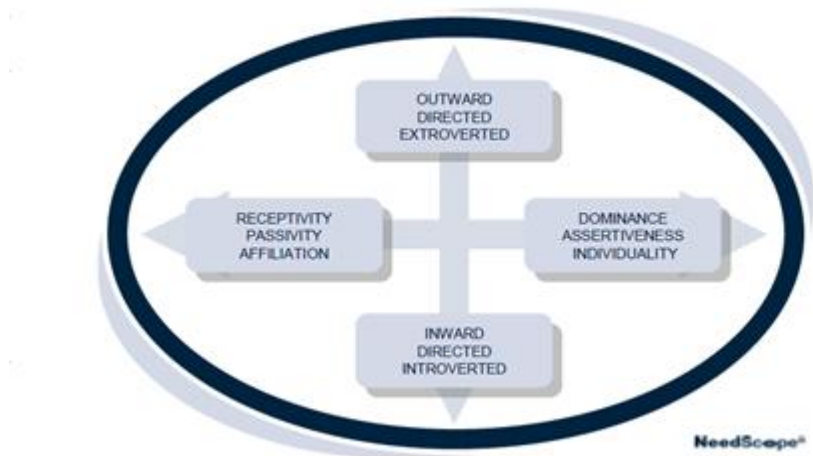 OUTWARD
DIRECTED
EXTROVERTED
RECEPTIVITY
PASSIVITY
AFFILIATION
DOMINANCE
ASSERTIVENESS
INDIVIDUALITY
INWARD
DIRECTED
INTROVERTED
NeedScope®